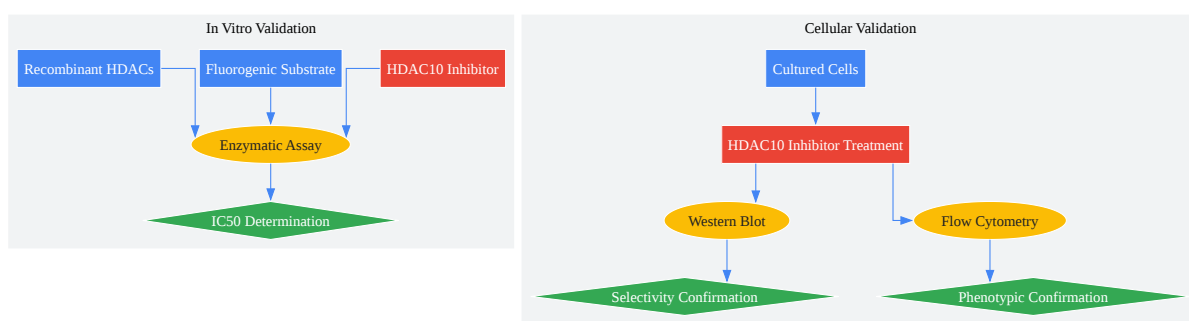 In Vitro Validation
Recombinant HDACs
Fluorogenic Substrate
HDAC10 Inhibitor
Enzymatic Assay
IC50 Determination
Cellular Validation
Cultured Cells
HDAC10 Inhibitor Treatment
Western Blot
Flow Cytometry
Selectivity Confirmation
Phenotypic Confirmation